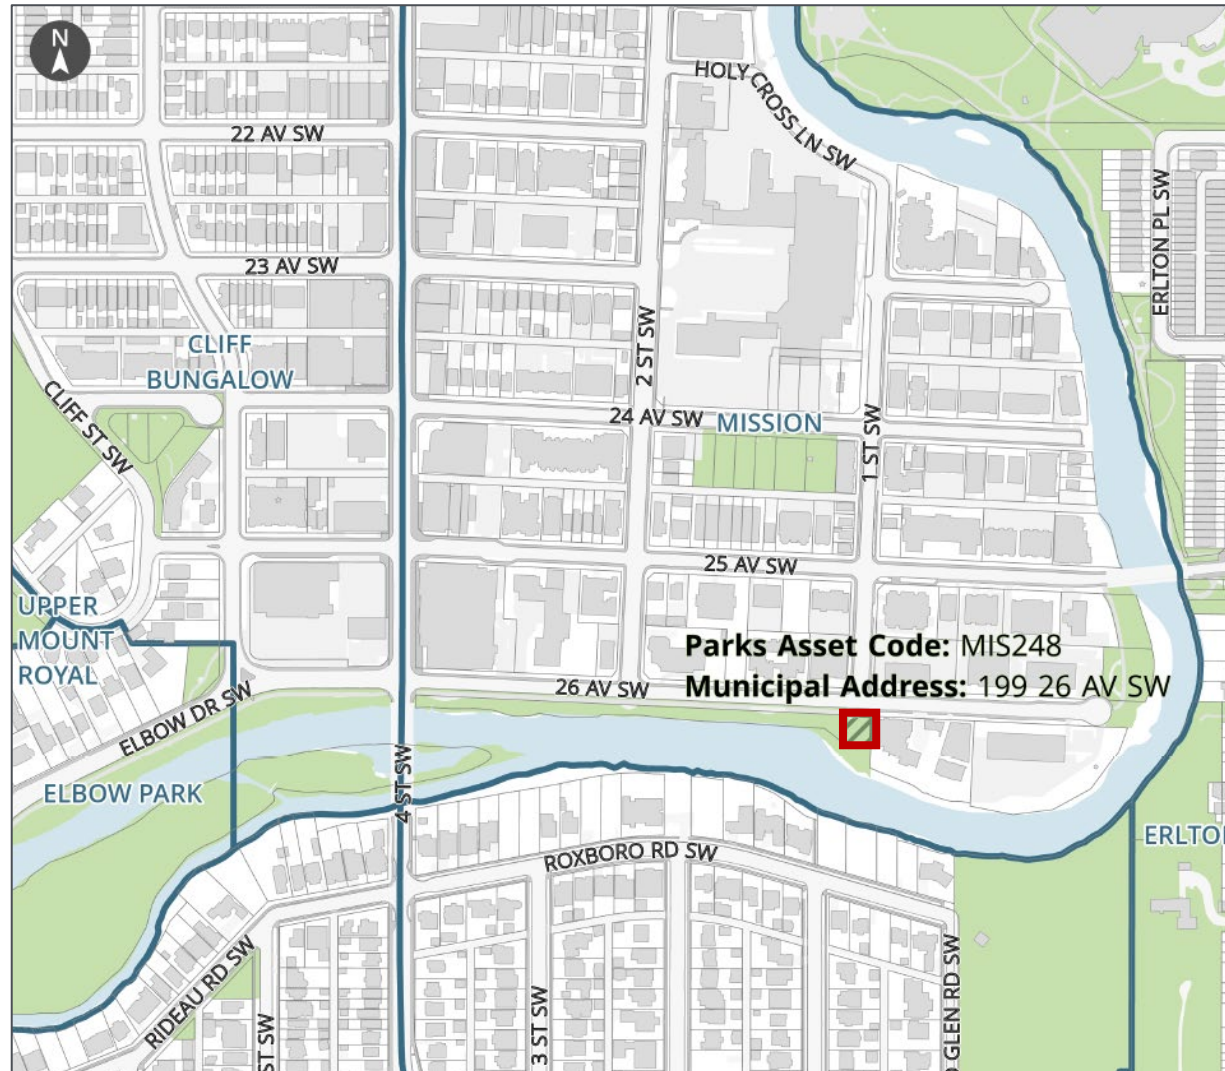 N
HOLY CROSS LN SW
22 AV SW
ERLTON PL SW
23 AV SW
CLIFF
BUNGALOW
2 ST SW
CLIFF ST SW
24 AV SW
MISSION
1 ST SW
25 AV SW
UPPER
MOUNT
ROYAL
Parks Asset Code: MIS248
Municipal Address: 199 26 AV SW
26 AV SW
ELBOW DR SW
ELBOW PARK
4 ST SW
ERLTO
ROXBORO RD SW
RIDEAU RD SW
GLEN RD SW
3 ST SW
ST SW